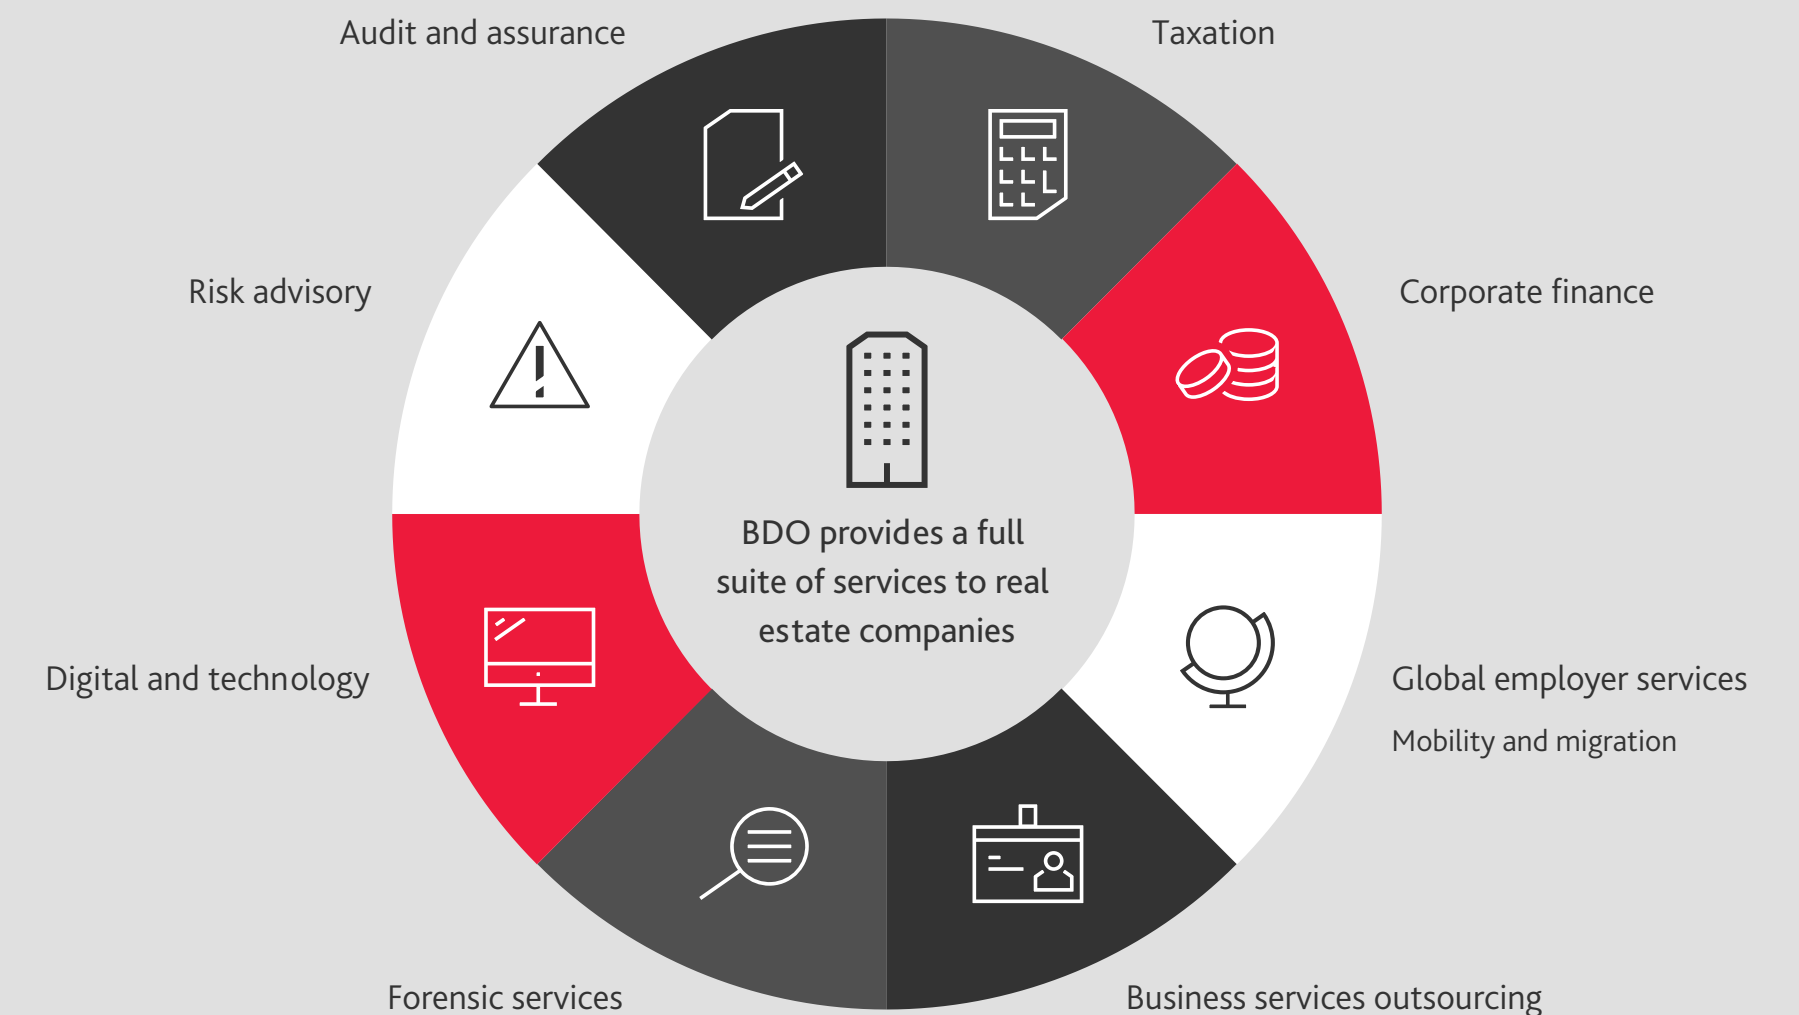 Audit and assurance
Taxation
Risk advisory
Corporate finance
BDO provides a full
suite of services to real
estate companies
Digital and technology
Global employer services
Mobility and migration
Forensic services
Business services outsourcing